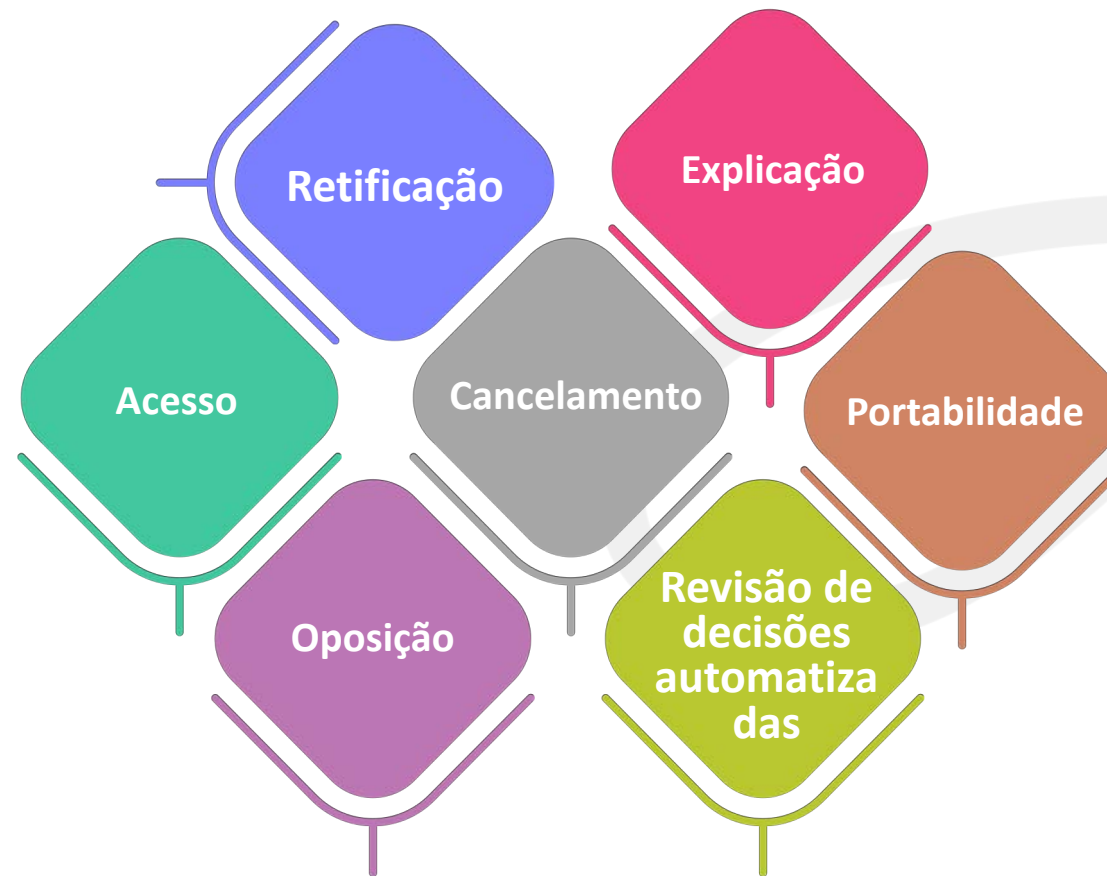 Retificação
Explicação
Acesso
Cancelamento
Portabilidade
Oposição
Revisão de
decisões
automatiza
das